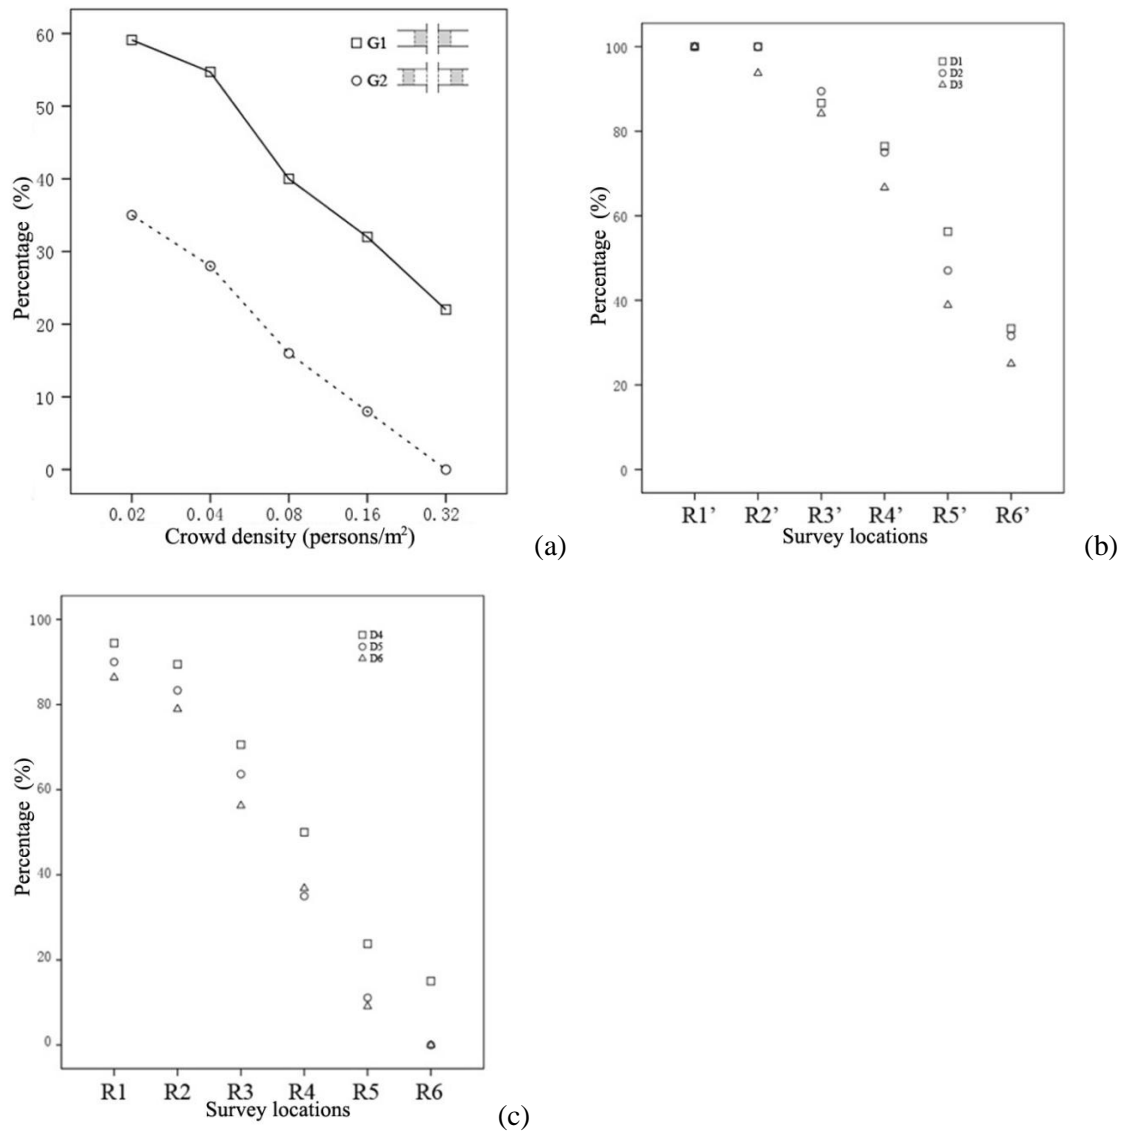 60
50
40
30
20
10
0
Percentage (%)
G1
G2
0.02 0.04 0.08 0.16 0.32
Crowd density (persons/m²)
(a)
100
80
60
40
20
0
Percentage (%)
D1
D2
D3
R1’ R2’ R3’ R4’ R5’ R6’
Survey locations
(b)
100
80
60
40
20
0
Percentage (%)
D4
D5
D6
R1 R2 R3 R4 R5 R6
Survey locations
(c)